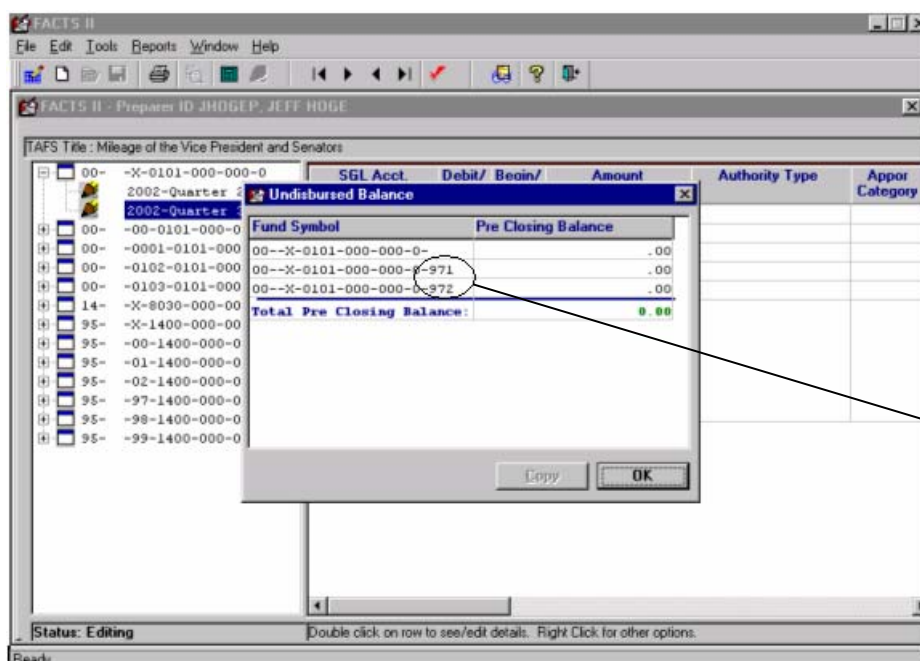 FACTS II
File Edit Tools Reports Window Help
FACTS II - Preparer ID JHOGEP, JEFF HOGE
TAFS Title : Mileage of the Vice President and Senators
00- -X-0101-000-000-0
2002-Quarter 2
2002-Quarter 3
00- -00-0101-000-0
00- -0001-0101-000
00- -0102-0101-000
00- -0103-0101-000
14- -X-8030-000-00
95- -X-1400-000-00
95- -00-1400-000-0
95- -01-1400-000-0
95- -02-1400-000-0
95- -97-1400-000-0
95- -98-1400-000-0
95- -99-1400-000-0
SGL Acct. Debit/ Begin/ Amount Authority Type Appor
Category
Undisbursed Balance
Fund Symbol Pre Closing Balance
00--X-0101-000-000-0- .00
00--X-0101-000-000-0-971 .00
00--X-0101-000-000-0-972 .00
Total Pre Closing Balance: 0.00
Copy OK
Status: Editing Double click on row to see/edit details. Right Click for other options.
Ready